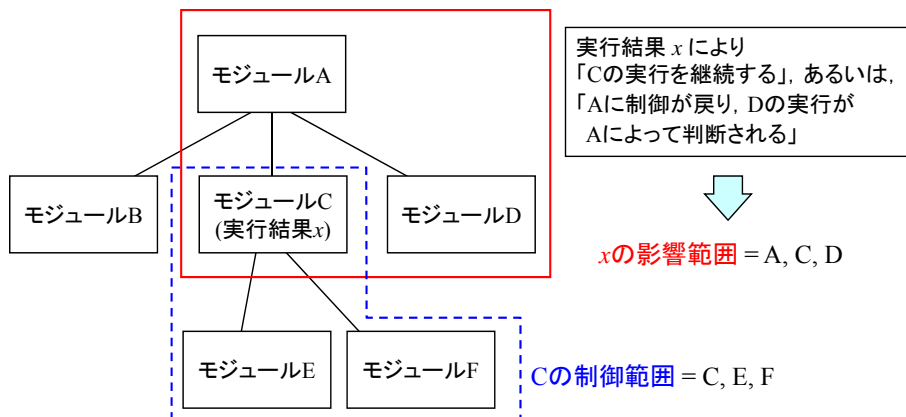 モジュールA
実行結果 x により
「Cの実行を継続する」, あるいは,
「Aに制御が戻り, Dの実行が
Aによって判断される」
モジュールB
モジュールC
(実行結果x)
モジュールD
xの影響範囲 = A, C, D
モジュールE
モジュールF
Cの制御範囲 = C, E, F